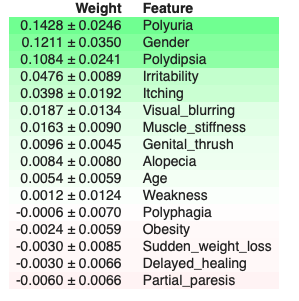 Weight Feature
0.1428 ± 0.0246 Polyuria
0.1211 ± 0.0350 Gender
0.1084 ± 0.0241 Polydipsia
0.0476 ± 0.0089 Irritability
0.0398 ± 0.0192 Itching
0.0187 ± 0.0134 Visual_blurring
0.0163 ± 0.0090 Muscle_stiffness
0.0096 ± 0.0045 Genital_thrush
0.0084 ± 0.0080 Alopecia
0.0054 ± 0.0059 Age
0.0012 ± 0.0124 Weakness
-0.0006 ± 0.0070 Polyphagia
-0.0024 ± 0.0059 Obesity
-0.0030 ± 0.0085 Sudden_weight_loss
-0.0030 ± 0.0066 Delayed_healing
-0.0060 ± 0.0066 Partial_paresis